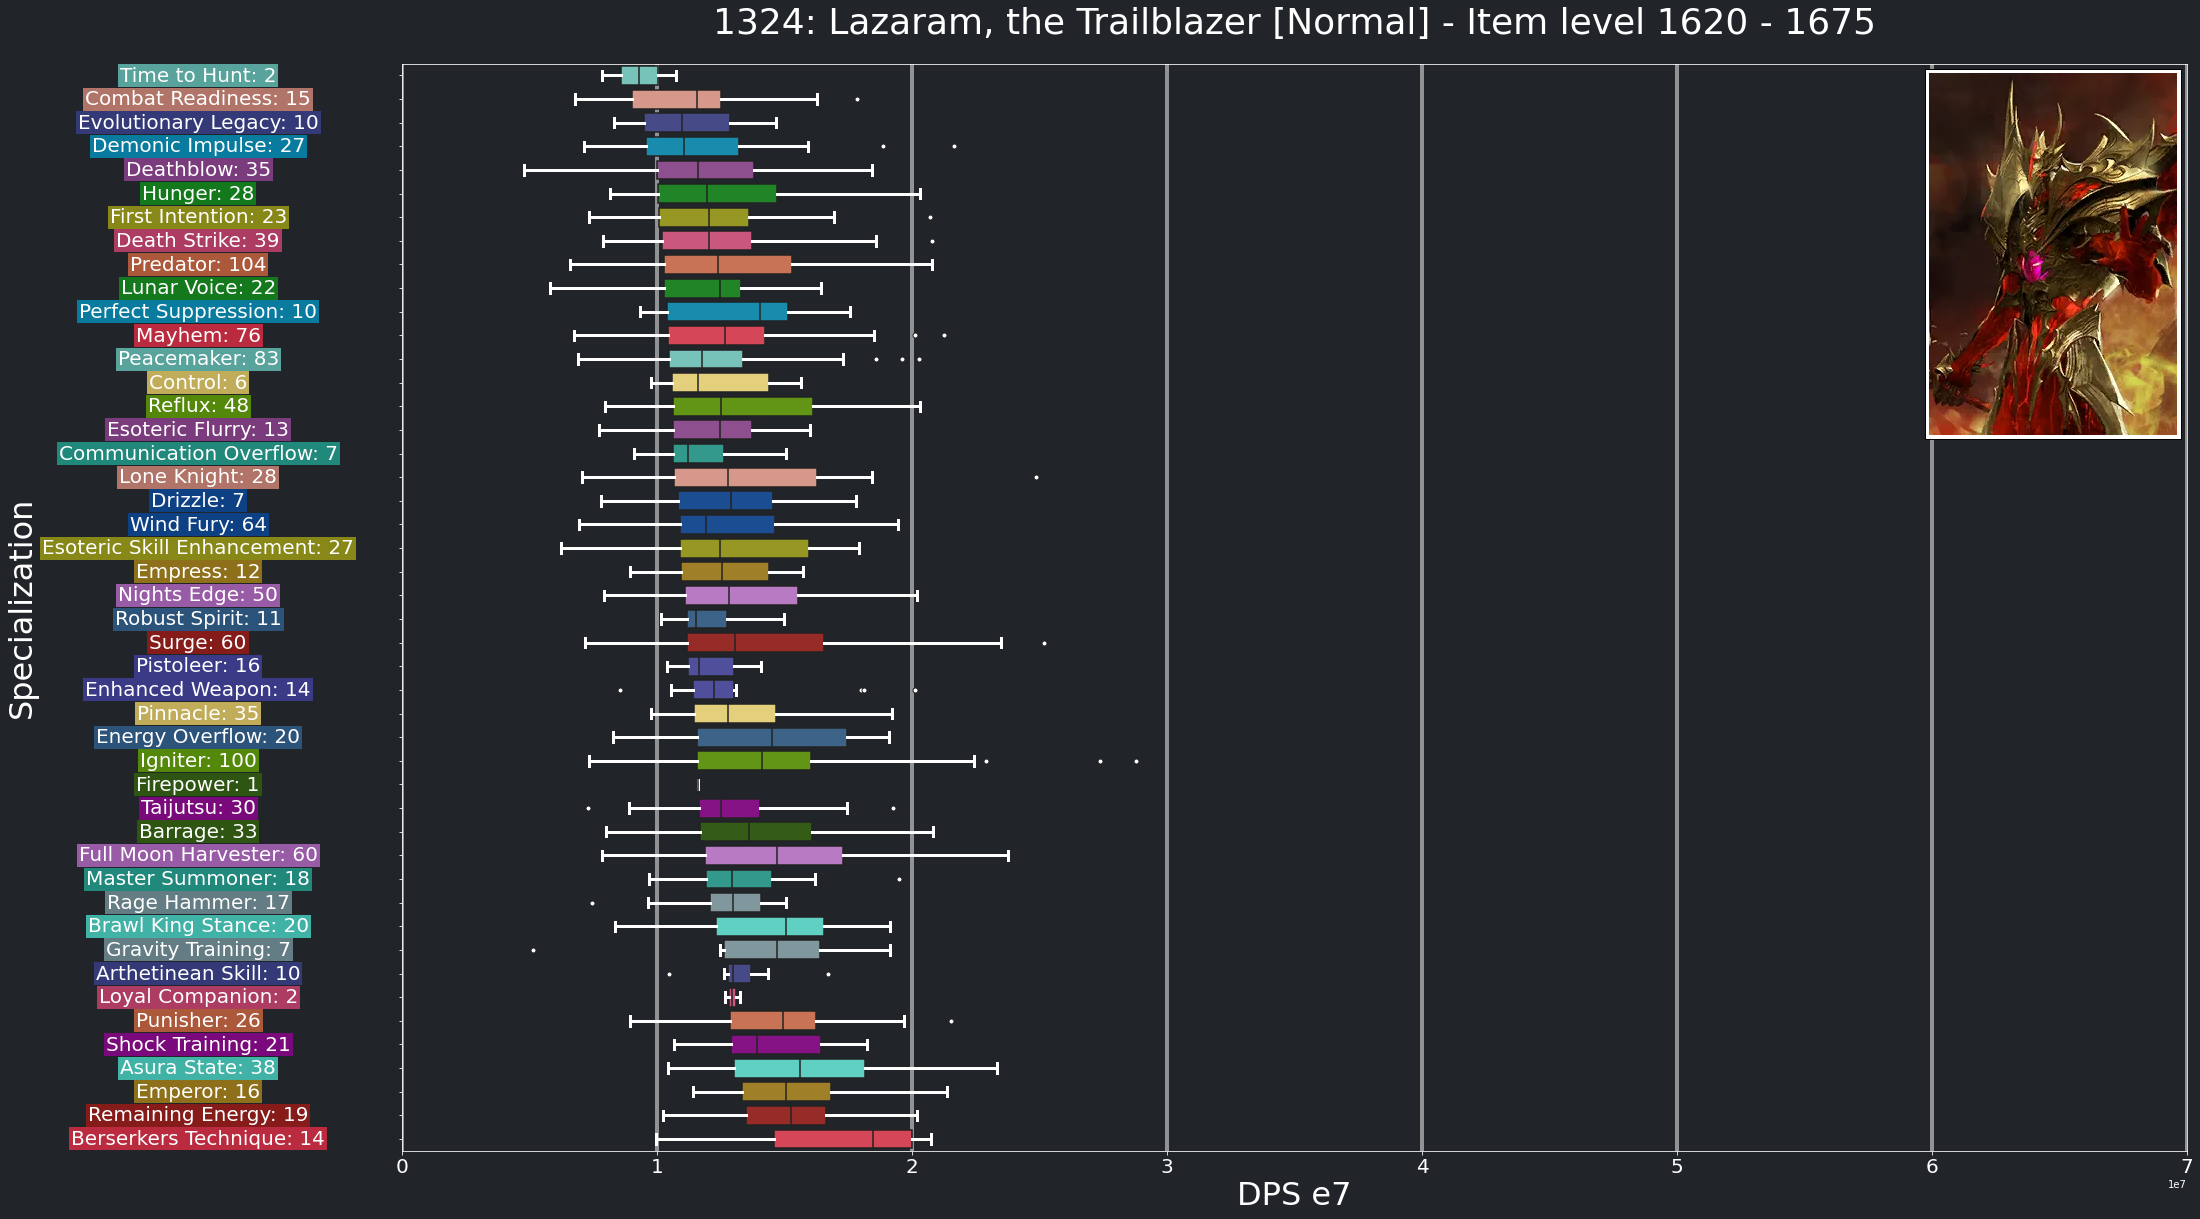 1324: Lazaram, the Trailblazer [Normal] - Item level 1620 - 1675
Specialization
Time to Hunt: 2
Combat Readiness: 15
Evolutionary Legacy: 10
Demonic Impulse: 27
Deathblow: 35
Hunger: 28
First Intention: 23
Death Strike: 39
Predator: 104
Lunar Voice: 22
Perfect Suppression: 10
Mayhem: 76
Peacemaker: 83
Control: 6
Reflux: 48
Esoteric Flurry: 13
Communication Overflow: 7
Lone Knight: 28
Drizzle: 7
Wind Fury: 64
Esoteric Skill Enhancement: 27
Empress: 12
Nights Edge: 50
Robust Spirit: 11
Surge: 60
Pistoleer: 16
Enhanced Weapon: 14
Pinnacle: 35
Energy Overflow: 20
Igniter: 100
Firepower: 1
Taijutsu: 30
Barrage: 33
Full Moon Harvester: 60
Master Summoner: 18
Rage Hammer: 17
Brawl King Stance: 20
Gravity Training: 7
Arthetinean Skill: 10
Loyal Companion: 2
Punisher: 26
Shock Training: 21
Asura State: 38
Emperor: 16
Remaining Energy: 19
Berserkers Technique: 14
0 1 2 3 4 5 6 7
1e7
DPS e7